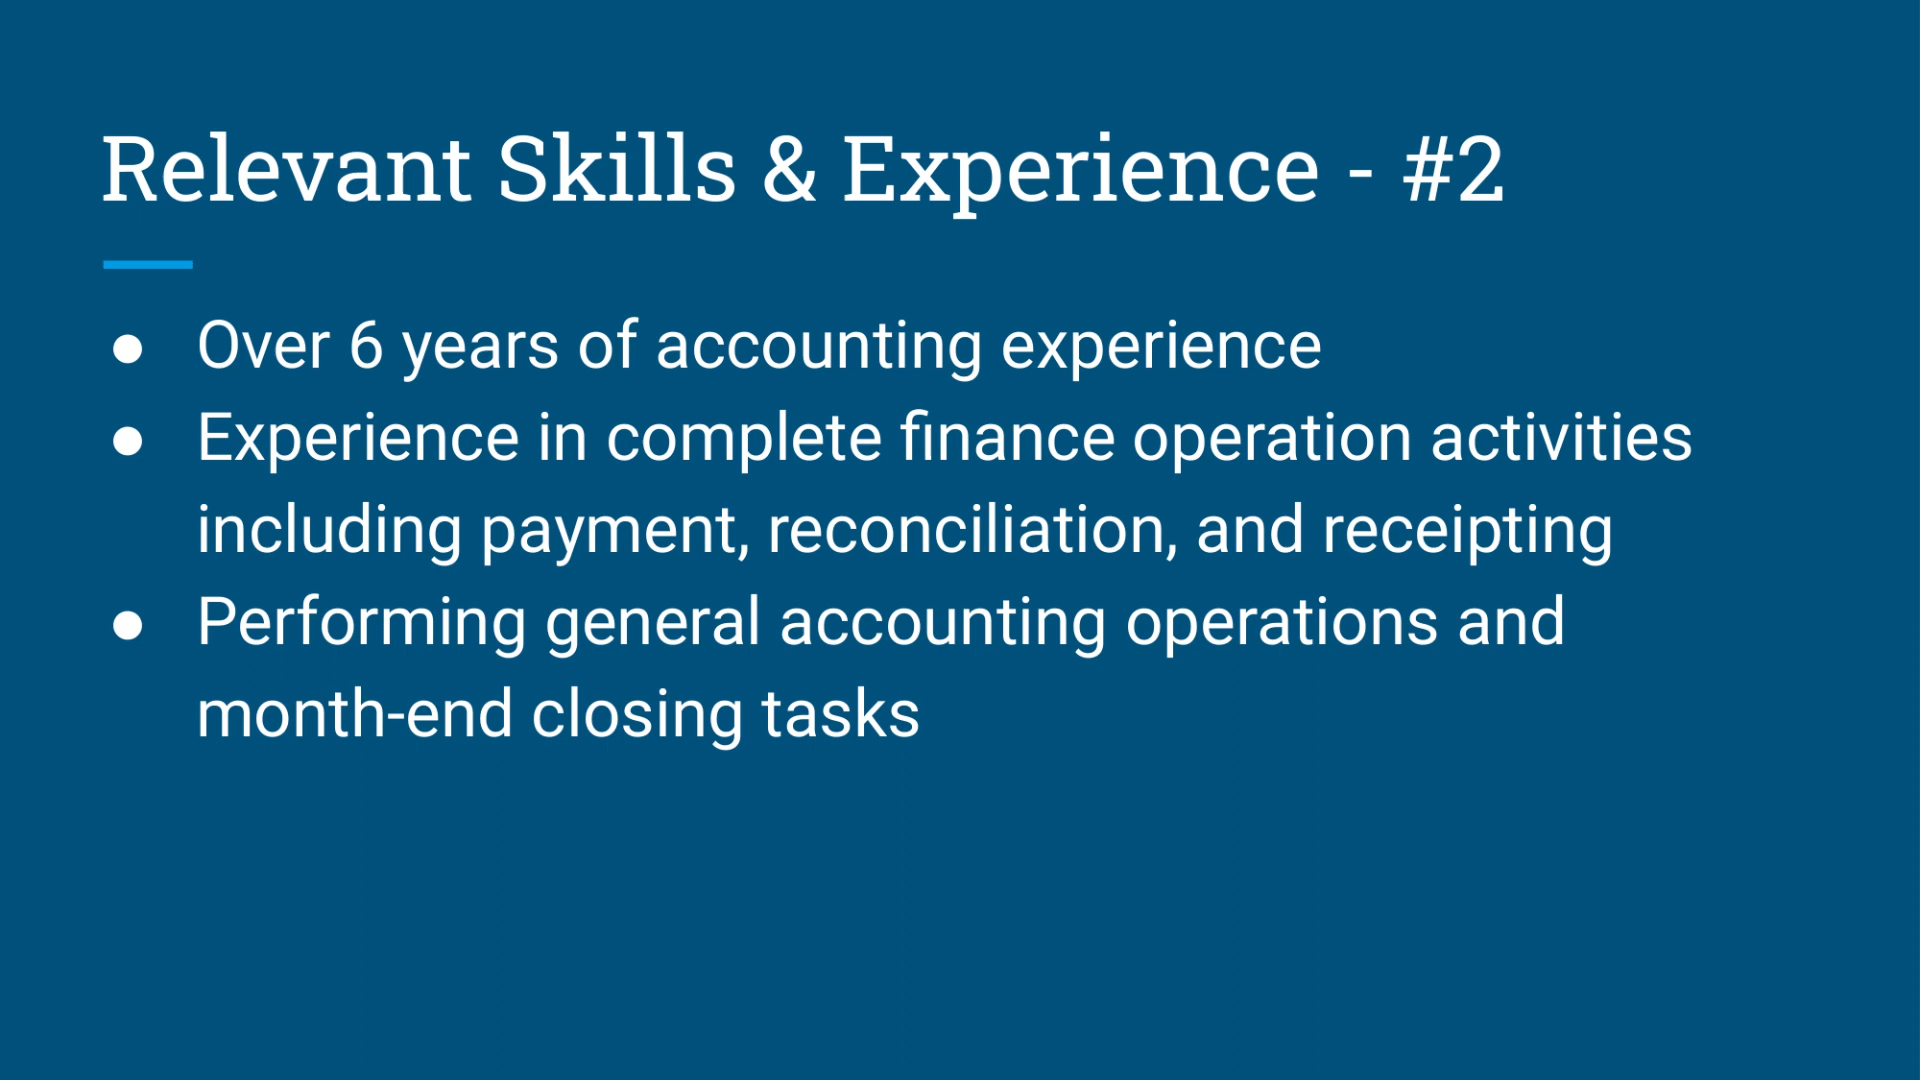 Relevant Skills & Experience - #2
● Over 6 years of accounting experience
● Experience in complete finance operation activities
including payment, reconciliation, and receipting
● Performing general accounting operations and
month-end closing tasks